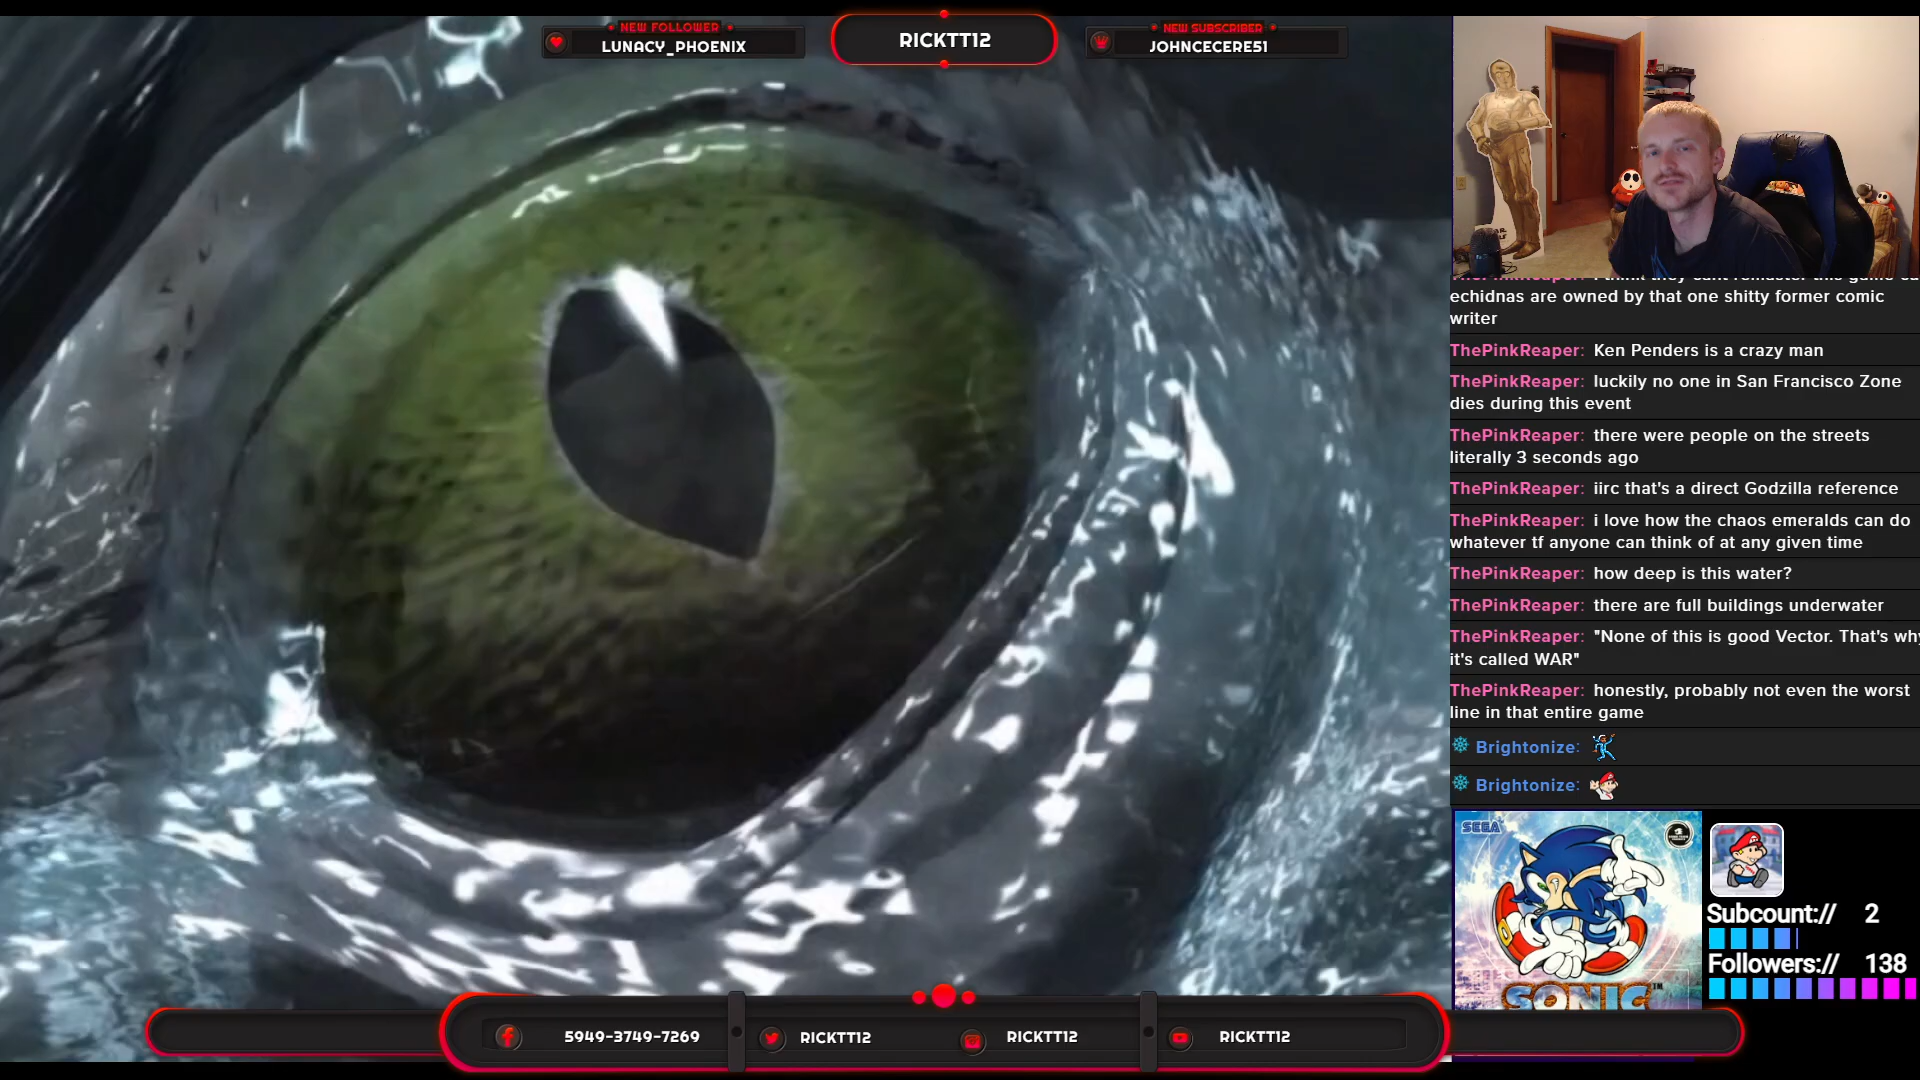 NEW FOLLOWER
LUNACY_PHOENIX
RICKTT12
NEW SUBSCRIBER
JOHNCECERE51
echidnas are owned by that one shitty former comic
writer
ThePinkReaper: Ken Penders is a crazy man
ThePinkReaper: luckily no one in San Francisco Zone
dies during this event
ThePinkReaper: there were people on the streets
literally 3 seconds ago
ThePinkReaper: iirc that's a direct Godzilla reference
ThePinkReaper: i love how the chaos emeralds can do
whatever tf anyone can think of at any given time
ThePinkReaper: how deep is this water?
ThePinkReaper: there are full buildings underwater
ThePinkReaper: "None of this is good Vector. That's why
it's called WAR"
ThePinkReaper: honestly, probably not even the worst
line in that entire game
Brightonize:
Brightonize:
SEGA
SONIC
Subcount:// 2
Followers:// 138
5949-3749-7269
RICKTT12
RICKTT12
RICKTT12